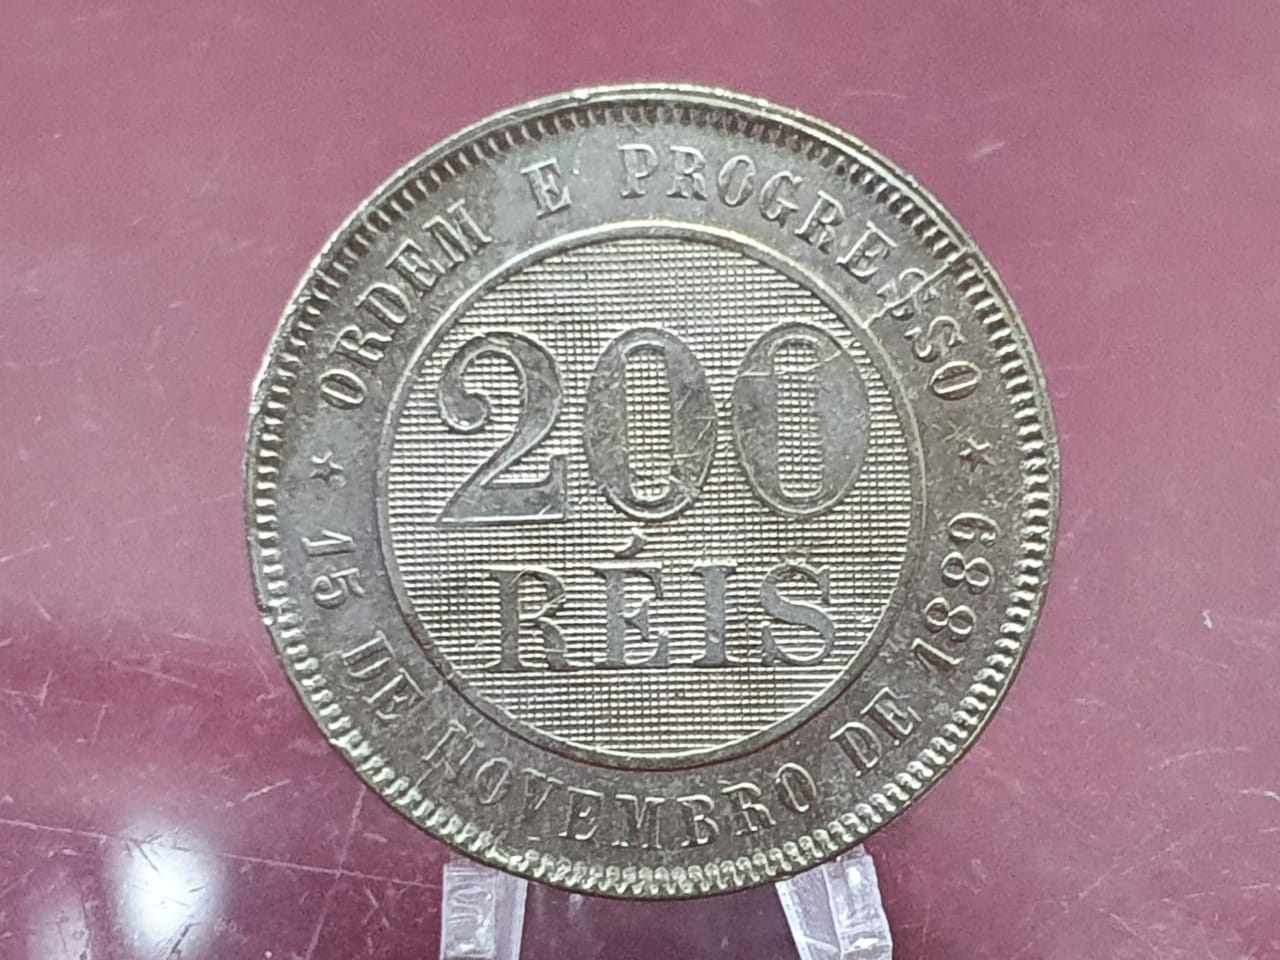 ORDEM E PROGRESSO
200
RÉIS
★ 15 DE NOVEMBRO DE 1889 ★